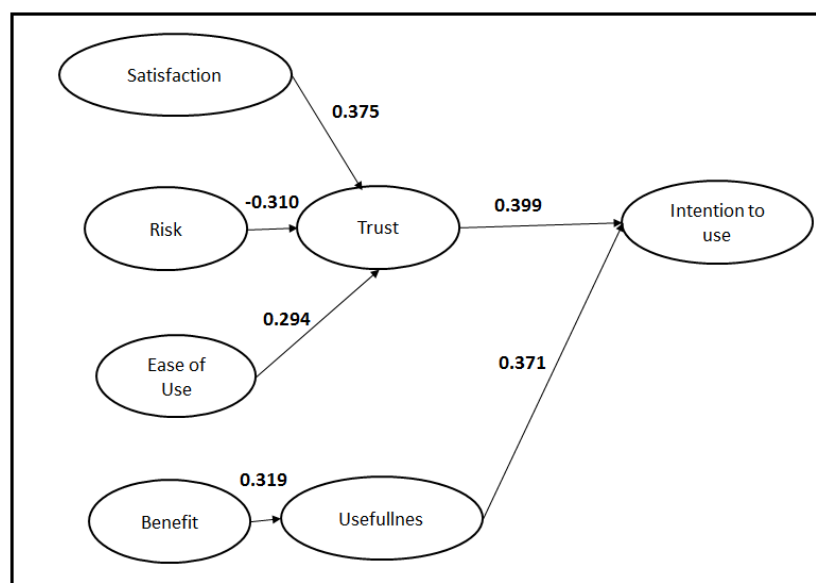 Satisfaction
0.375
-0.310
Risk
Trust
0.399
Intention to
use
0.294
Ease of
Use
0.371
0.319
Benefit
Usefullnes